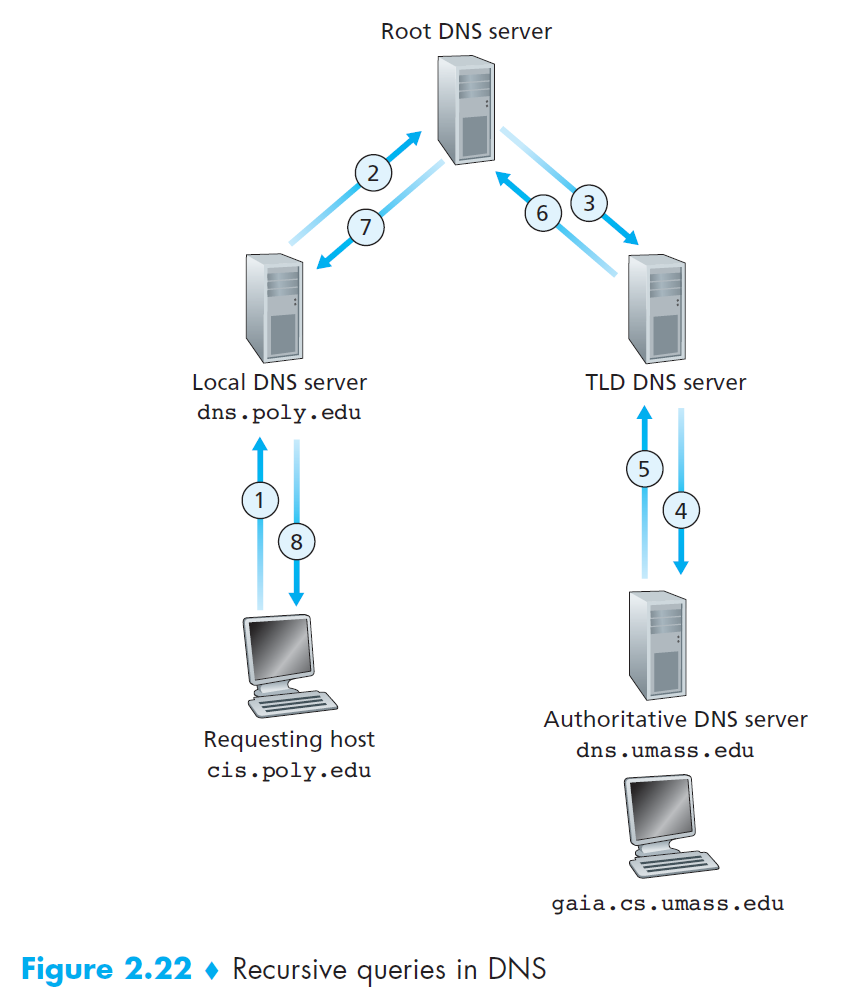 Root DNS server
2
7
6
3
Local DNS server
dns.poly.edu
TLD DNS server
1
8
5
4
Requesting host
cis.poly.edu
Authoritative DNS server
dns.umass.edu
gaia.cs.umass.edu
Figure 2.22 ♦ Recursive queries in DNS